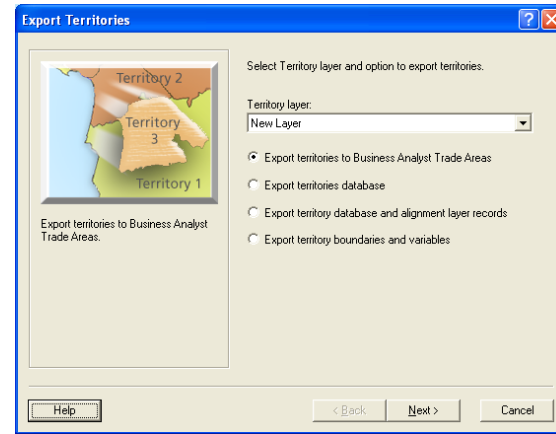 Export Territories
Territory 2
Territory
3
Territory 1
Export territories to Business Analyst
Trade Areas.
Select Territory layer and option to export territories.
Territory layer:
New Layer
Export territories to Business Analyst Trade Areas
Export territories database
Export territory database and alignment layer records
Export territory boundaries and variables
Help
< Back
Next >
Cancel